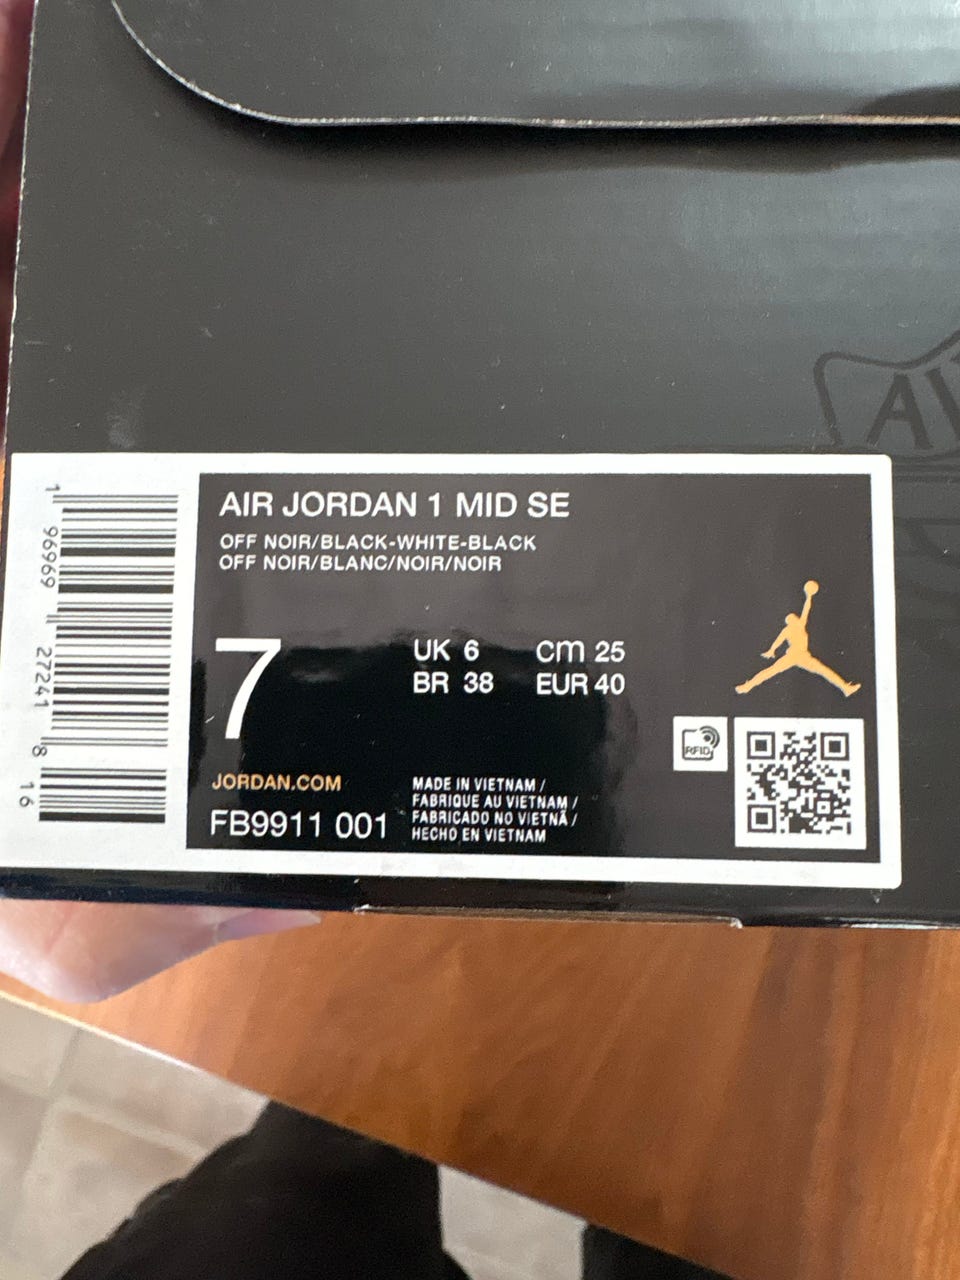 AIR JORDAN 1 MID SE
OFF NOIR/BLACK-WHITE-BLACK
OFF NOIR/BLANC/NOIR/NOIR
7
UK 6
cm 25
BR 38
EUR 40
RFID
JORDAN.COM
FB9911 001
MADE IN VIETNAM /
FABRIQUE AU VIETNAM /
FABRICADO NO VIETNÃ /
HECHO EN VIETNAM
1 96969 27241 8 16